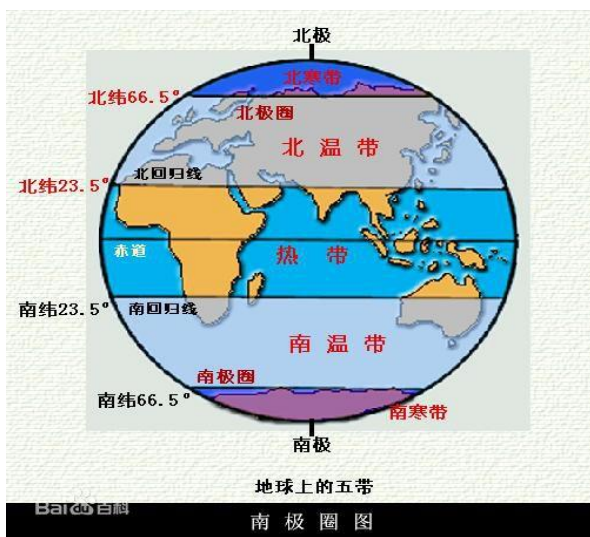 北极
北寒带
北纬66.5°
北极圈
北温带
北回归线
北纬23.5°
赤道
热带
南纬23.5°
南回归线
南温带
南极圈
南纬66.5°
南寒带
南极
地球上的五带
Bai du 百科
南极圈图